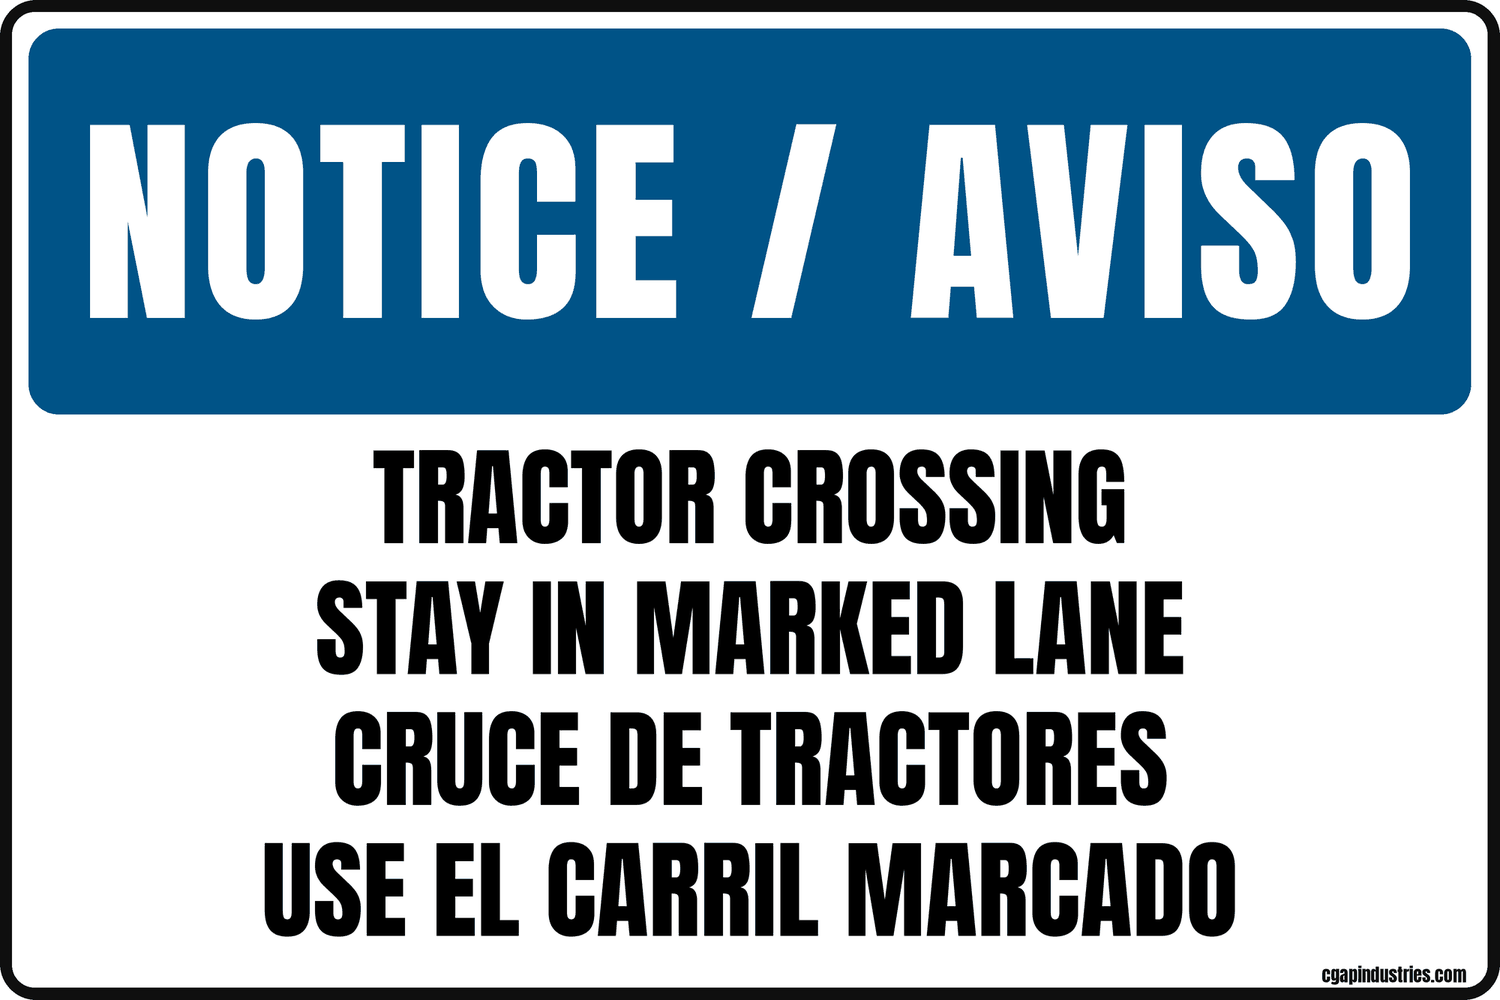 NOTICE / AVISO
TRACTOR CROSSING
STAY IN MARKED LANE
CRUCE DE TRACTORES
USE EL CARRIL MARCADO
cgapindustries.com